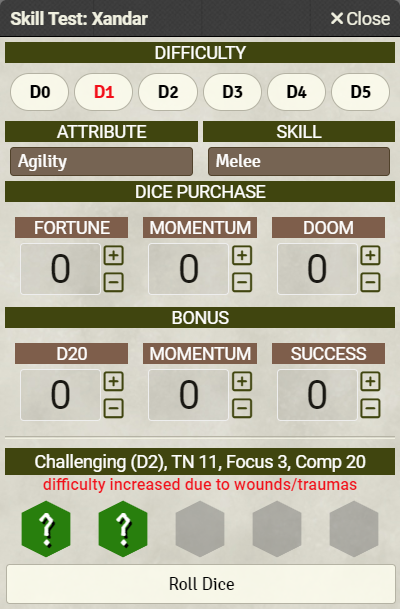 Skill Test: Xandar ✕Close
DIFFICULTY
D0 D1 D2 D3 D4 D5
ATTRIBUTE SKILL
Agility Melee
DICE PURCHASE
FORTUNE MOMENTUM DOOM
0 + 0 + 0 +
− − −
BONUS
D20 MOMENTUM SUCCESS
0 + 0 + 0 +
− − −
Challenging (D2), TN 11, Focus 3, Comp 20
difficulty increased due to wounds/traumas
? ?
Roll Dice